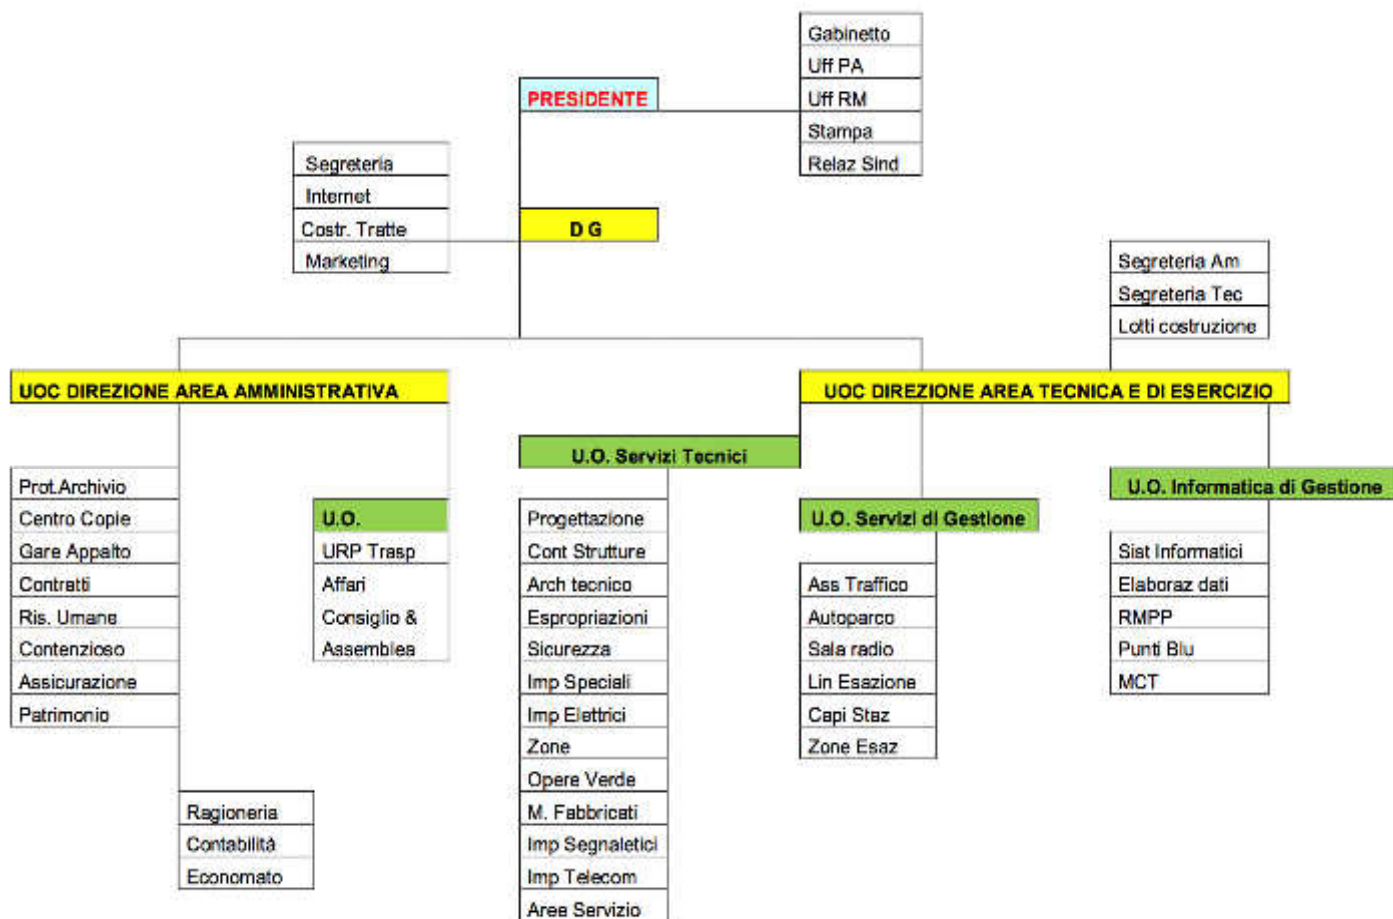 Gabinetto
Uff PA
PRESIDENTE
Uff RM
Stampa
Relaz Sind
Segreteria
Internet
Costr. Tratte
Marketing
D G
Segreteria Am
Segreteria Tec
Lotti costruzione
UOC DIREZIONE AREA AMMINISTRATIVA
UOC DIREZIONE AREA TECNICA E DI ESERCIZIO
Prot.Archivio
Centro Copie
Gare Appalto
Contratti
Ris. Umane
Contenzioso
Assicurazione
Patrimonio
U.O.
URP Trasp
Affari
Consiglio &
Assemblea
Ragioneria
Contabilità
Economato
U.O. Servizi Tecnici
Progettazione
Cont Strutture
Arch tecnico
Espropriazioni
Sicurezza
Imp Speciali
Imp Elettrici
Zone
Opere Verde
M. Fabbricati
Imp Segnaletici
Imp Telecom
Aree Servizio
U.O. Servizi di Gestione
Ass Traffico
Autoparco
Sala radio
Lin Esazione
Capi Staz
Zone Esaz
U.O. Informatica di Gestione
Sist Informatici
Elaboraz dati
RMPP
Punti Blu
MCT